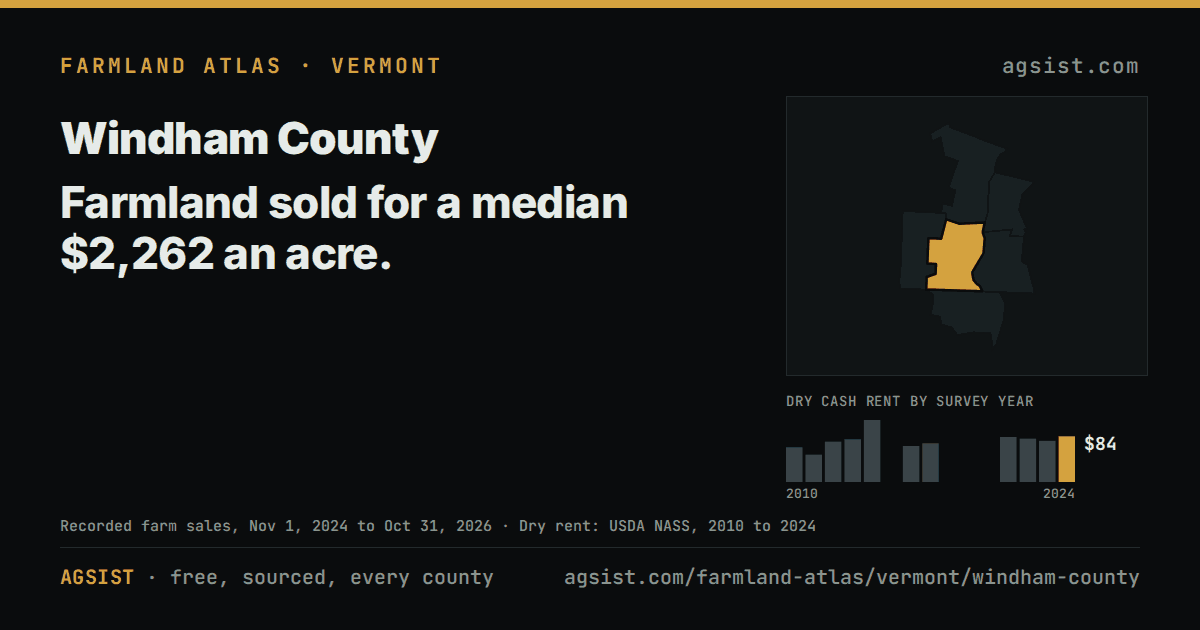 FARMLAND ATLAS · VERMONT
agsist.com
Windham County
Farmland sold for a median
$2,262 an acre.
DRY CASH RENT BY SURVEY YEAR
$84
2010
2024
Recorded farm sales, Nov 1, 2024 to Oct 31, 2026 · Dry rent: USDA NASS, 2010 to 2024
AGSIST · free, sourced, every county
agsist.com/farmland-atlas/vermont/windham-county